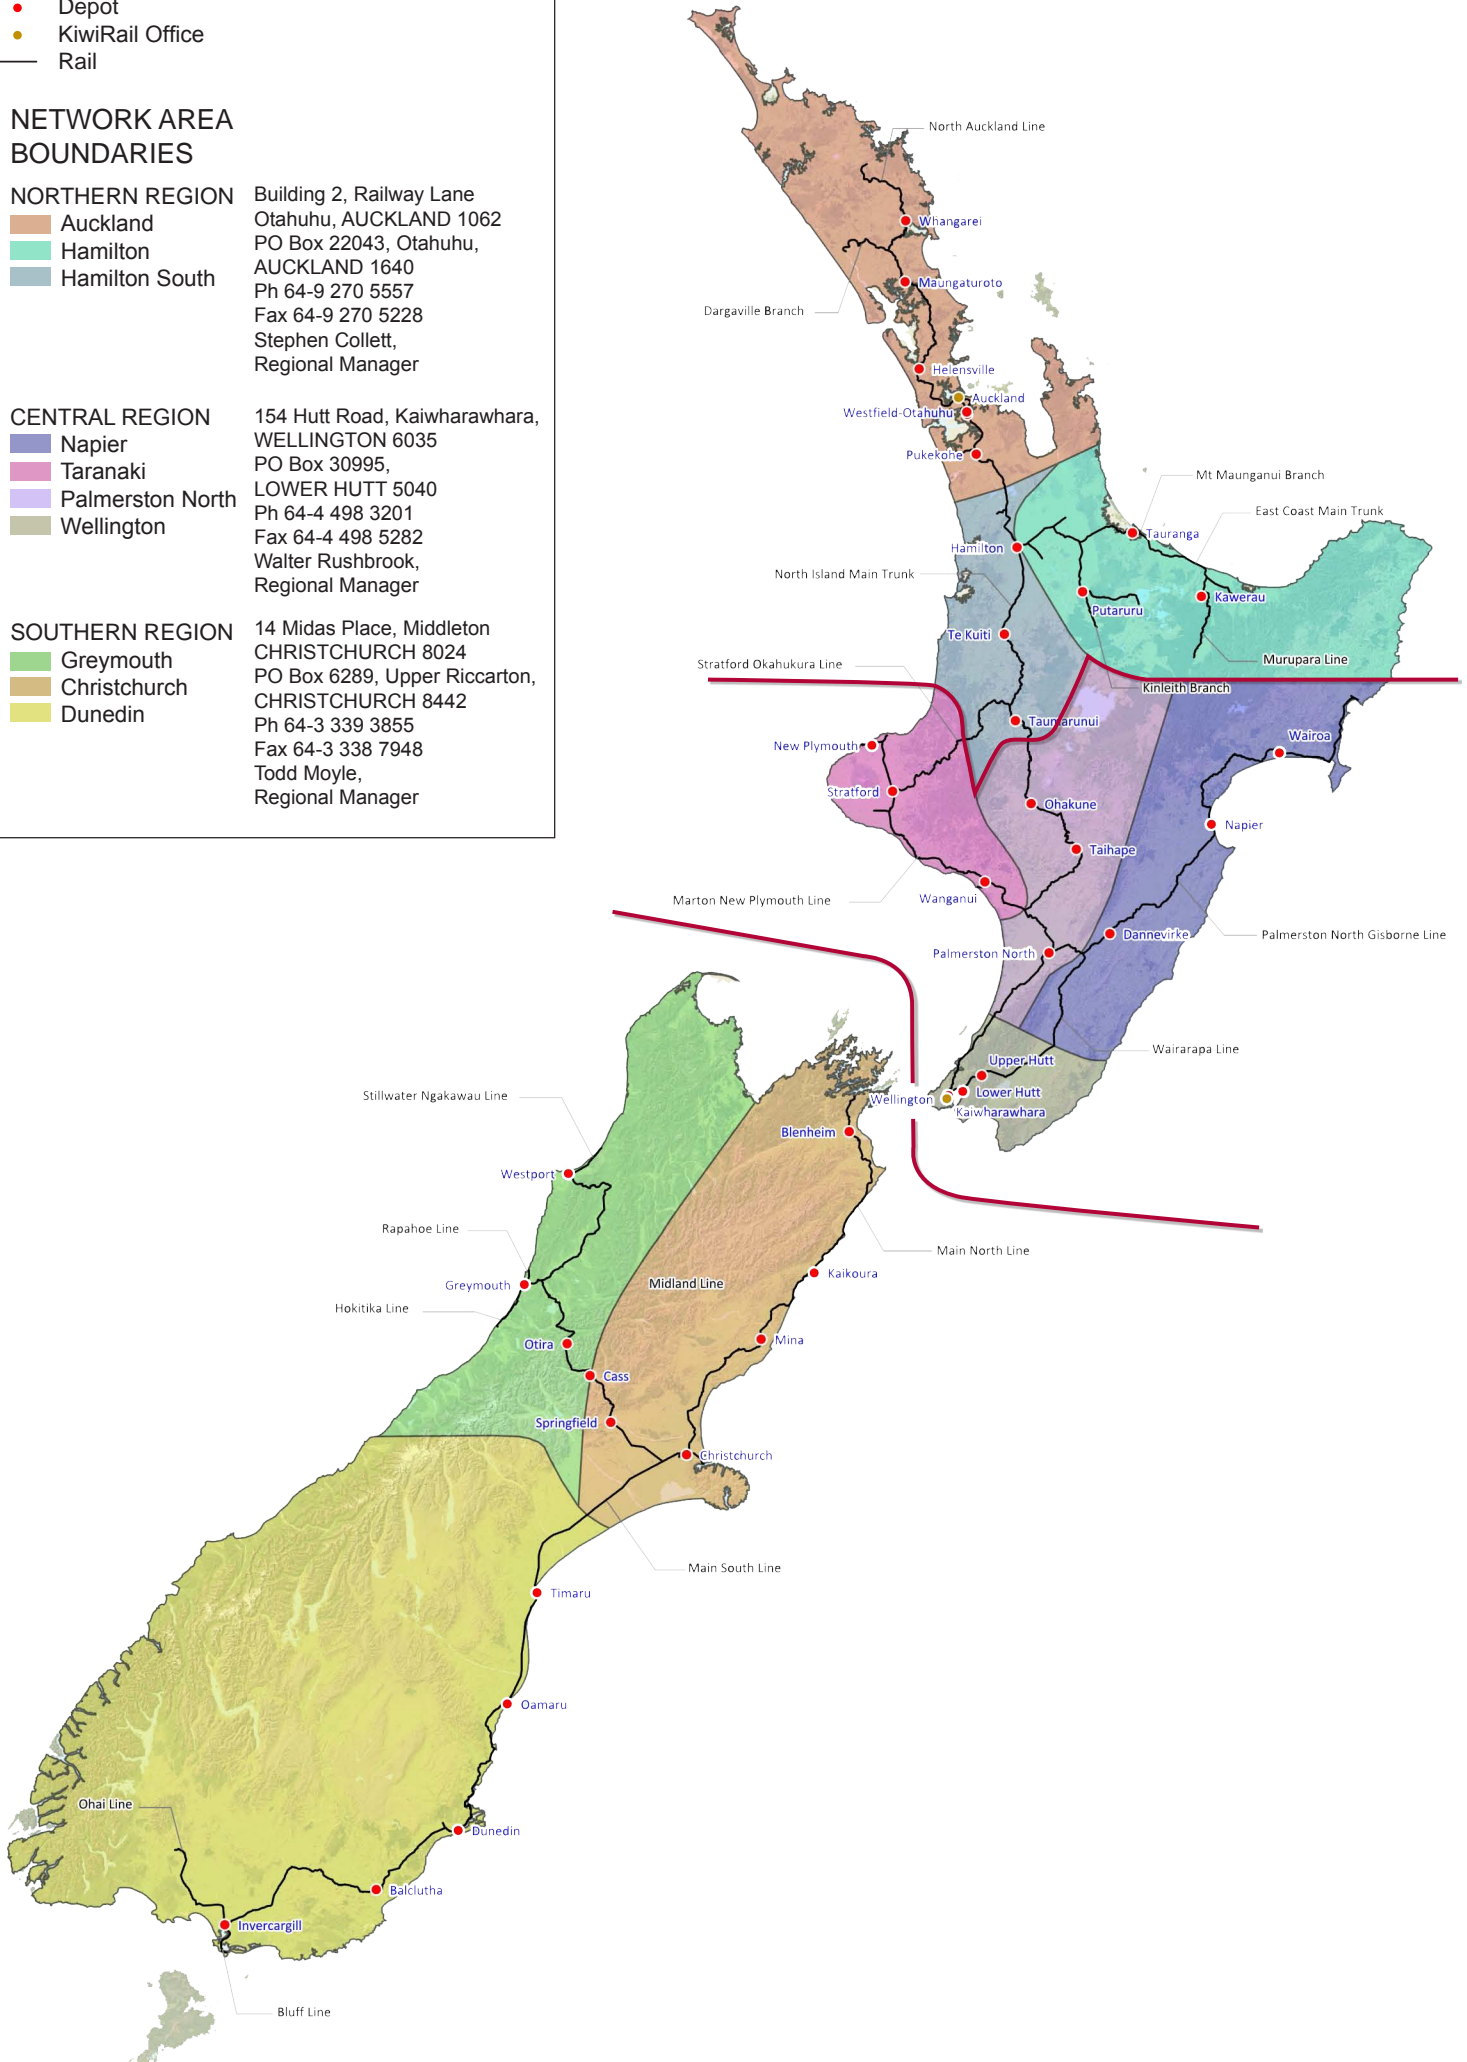 Depot
KiwiRail Office
Rail
NETWORK AREA
BOUNDARIES
NORTHERN REGION
Auckland
Hamilton
Hamilton South
Building 2, Railway Lane
Otahuhu, AUCKLAND 1062
PO Box 22043, Otahuhu,
AUCKLAND 1640
Ph 64-9 270 5557
Fax 64-9 270 5228
Stephen Collett,
Regional Manager
CENTRAL REGION
Napier
Taranaki
Palmerston North
Wellington
154 Hutt Road, Kaiwharawhara,
WELLINGTON 6035
PO Box 30995,
LOWER HUTT 5040
Ph 64-4 498 3201
Fax 64-4 498 5282
Walter Rushbrook,
Regional Manager
SOUTHERN REGION
Greymouth
Christchurch
Dunedin
14 Midas Place, Middleton
CHRISTCHURCH 8024
PO Box 6289, Upper Riccarton,
CHRISTCHURCH 8442
Ph 64-3 339 3855
Fax 64-3 338 7948
Todd Moyle,
Regional Manager
North Auckland Line
Whangarei
Maungaturoto
Dargaville Branch
Helensville
Auckland
Westfield-Otahuhu
Pukekohe
Mt Maunganui Branch
East Coast Main Trunk
Tauranga
Hamilton
North Island Main Trunk
Kawerau
Putaruru
Te Kuiti
Murupara Line
Stratford Okahukura Line
Kinleith Branch
Taumarunui
Wairoa
New Plymouth
Stratford
Ohakune
Napier
Taihape
Wanganui
Marton New Plymouth Line
Dannevirke
Palmerston North Gisborne Line
Palmerston North
Wairarapa Line
Upper Hutt
Lower Hutt
Wellington
Kaiwharawhara
Stillwater Ngakawau Line
Blenheim
Westport
Rapahoe Line
Main North Line
Kaikoura
Midland Line
Greymouth
Hokitika Line
Mina
Otira
Cass
Springfield
Christchurch
Main South Line
Timaru
Oamaru
Ohai Line
Dunedin
Balclutha
Invercargill
Bluff Line